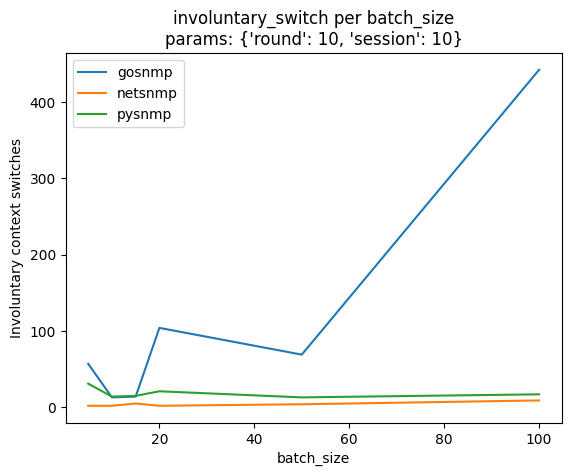 involuntary_switch per batch_size
params: {'round': 10, 'session': 10}
gosnmp
netsnmp
pysnmp
Involuntary context switches
400
300
200
100
0
20 40 60 80 100
batch_size